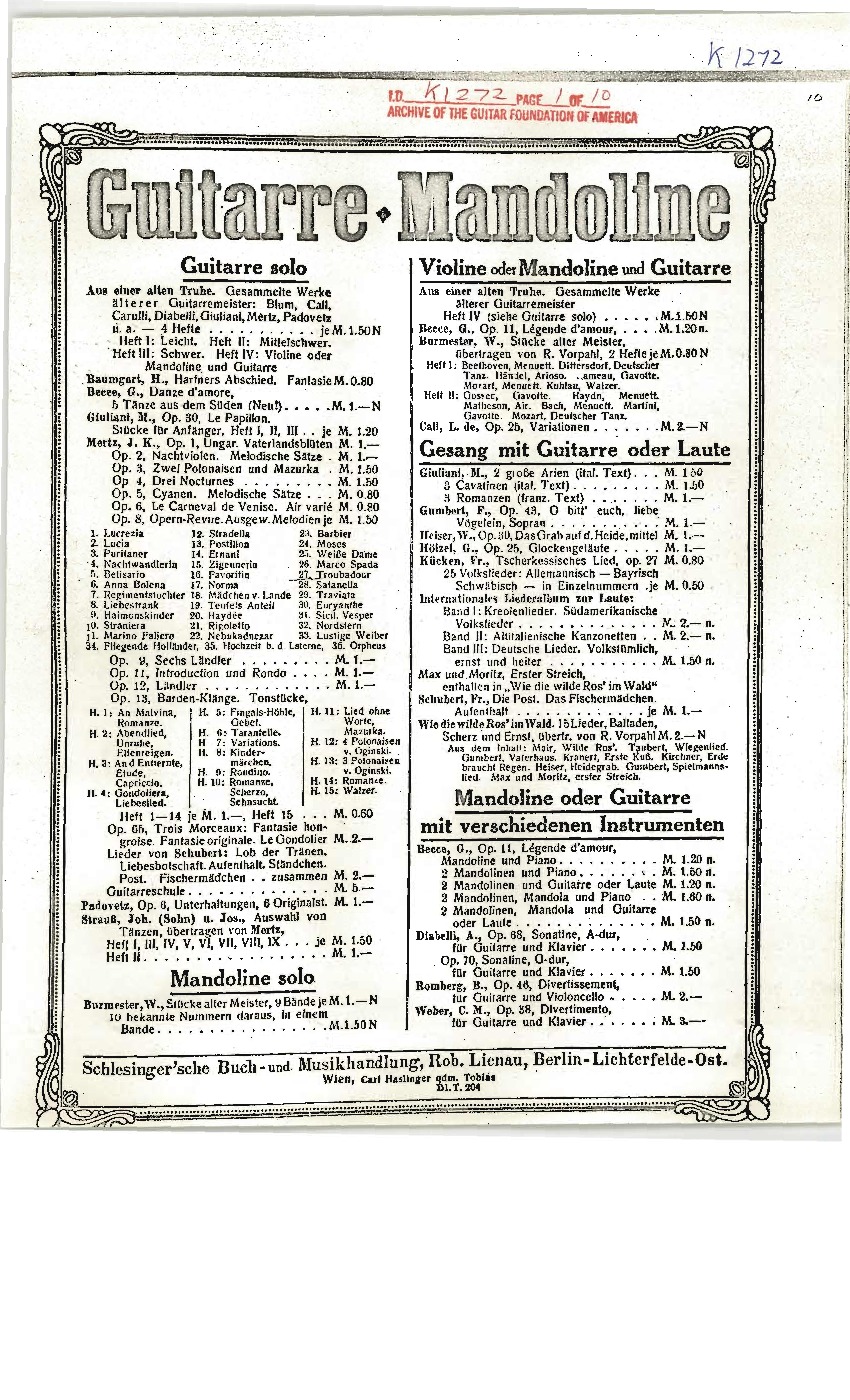 K 1272
I.D. K1272 PAGE 1 OF 10
ARCHIVE OF THE GUITAR FOUNDATION OF AMERICA
10
Guitarre • Mandoline
Guitarre solo
Aus einer alten Truhe. Gesammelte Werke
älterer Guitarremeister: Blum, Call,
Carulli, Diabelli, Giuliani, Mertz, Padovetz
u. a. — 4 Hefte . . . . . . . . . . . je M. 1.50 N
Heft I: Leicht. Heft II: Mittelschwer.
Heft III: Schwer. Heft IV: Violine oder
Mandoline und Guitarre
Baumgart, H., Harfners Abschied. Fantasie M. 0.80
Becce, G., Danze d'amore,
5 Tänze aus dem Süden (Neu!) . . . . . M. 1.—N
Giuliani, M., Op. 30, Le Papillon.
Stücke für Anfänger. Heft I, II, III . . je M. 1.20
Mertz, J. K., Op. 1, Ungar. Vaterlandsblüten M. 1.—
Op. 2, Nachtviolen. Melodische Sätze . M. 1.—
Op. 3, Zwei Polonaisen und Mazurka . M. 1.50
Op 4, Drei Nocturnes . . . . . . . . . M. 1.50
Op. 5, Cyanen. Melodische Sätze . . . M. 0.80
Op. 6, Le Carneval de Venise. Air varié M. 0.80
Op. 8, Opern-Revue. Ausgew. Melodien je M. 1.50
1. Lucrezia 12. Stradella 23. Barbier
2. Lucia 13. Postillon 24. Moses
3. Puritaner 14. Ernani 25. Weiße Dame
4. Nachtwandlerin 15. Zigeunerin 26. Marco Spada
5. Belisario 16. Favoritin 27. Troubadour
6. Anna Bolena 17. Norma 28. Satanella
7. Regimentstochter 18. Mädchen v. Lande 29. Traviata
8. Liebestrank 19. Teufels Anteil 30. Euryanthe
9. Haimonskinder 20. Haydée 31. Sicil. Vesper
10. Straniera 21. Rigoletto 32. Nordstern
11. Marino Faliero 22. Nebukadnezar 33. Lustige Weiber
34. Fliegende Holländer, 35. Hochzeit b. d Laterne, 36. Orpheus
Op. 9, Sechs Ländler . . . . . . . . . M. 1.—
Op. 11, Introduction und Rondo . . . . M. 1.—
Op. 12, Ländler . . . . . . . . . . . . M. 1.—
Op. 13, Barden-Klänge. Tonstücke,
H. 1: An Malvina,
Romanze.
H. 2: Abendlied,
Unruhe,
Elfenreigen.
H. 3: An d Entfernte,
Etude,
Capriccio.
H. 4: Gondoliera,
Liebeslied.
H. 5: Fingals-Höhle,
Gebet.
H. 6: Tarantelle.
H 7: Variations.
H. 8: Kinder-
märchen.
H. 9: Rondino.
H. 10: Romanze,
Scherzo,
Sehnsucht.
H. 11: Lied ohne
Worte,
Mazurka.
H. 12: 4 Polonaisen
v. Oginski.
H. 13: 3 Polonaisen
v. Oginski.
H. 14: Romanze.
H. 15: Walzer.
Heft 1—14 je M. 1.—, Heft 15 . . . M. 0.60
Op. 65, Trois Morceaux: Fantasie hon-
groise. Fantasie originale. Le Gondolier M. 2.—
Lieder von Schubert: Lob der Tränen.
Liebesbotschaft. Aufenthalt. Ständchen.
Post. Fischermädchen . . zusammen M. 2.—
Guitarreschule . . . . . . . . . . . . . . M. 5.—
Padovetz, Op. 6, Unterhaltungen, 6 Originalst. M. 1.—
Strauß, Joh. (Sohn) u. Jos., Auswahl von
Tänzen, übertragen von Mertz,
Heft I, III, IV, V, VI, VII, VIII, IX . . . je M. 1.50
Heft II . . . . . . . . . . . . . . . . . . M. 1.—
Mandoline solo
Burmester, W., Stücke alter Meister, 9 Bände je M. 1.—N
10 bekannte Nummern daraus, in einem
Bande . . . . . . . . . . . . . . . . . M. 1.50 N
Violine oder Mandoline und Guitarre
Aus einer alten Truhe. Gesammelte Werke
älterer Guitarremeister
Heft IV (siehe Guitarre solo) . . . . . . M. 1.50 N
Becce, G., Op. 11, Légende d'amour, . . . . M. 1.20 n.
Burmester, W., Stücke alter Meister,
übertragen von R. Vorpahl, 2 Hefte je M. 0.80 N
Heft I: Beethoven, Menuett. Dittersdorf, Deutscher
Tanz. Händel, Arioso. ..ameau, Gavotte.
Mozart, Menuett. Kuhlau, Walzer.
Heft II: Gossec, Gavotte. Haydn, Menuett.
Matheson, Air. Bach, Menuett. Martini,
Gavotte. Mozart, Deutscher Tanz.
Call, L. de, Op. 25, Variationen . . . . . . . M. 2.—N
Gesang mit Guitarre oder Laute
Giuliani, M., 2 große Arien (ital. Text) . . . M. 1 50
3 Cavatinen (ital. Text) . . . . . . . . . M. 1.50
3 Romanzen (franz. Text) . . . . . . . M. 1.—
Gumbert, F., Op. 43, O bitt' euch, liebe
Vögelein, Sopran . . . . . . . . . . . M. 1.—
Heiser, W., Op. 30, Das Grab auf d. Heide, mittel M. 1.—
Hölzel, G., Op. 25, Glockengeläute . . . . . M. 1.—
Kücken, Fr., Tscherkessisches Lied, op. 27 M. 0.80
25 Volkslieder: Allemannisch — Bayrisch
Schwäbisch — in Einzelnummern . je M. 0.50
Internationales Liederalbum zur Laute:
Band I: Kreolenlieder. Südamerikanische
Volkslieder . . . . . . . . . . . . . . M. 2.— n.
Band II: Altitalienische Kanzonetten . . M. 2.— n.
Band III: Deutsche Lieder. Volkstümlich,
ernst und heiter . . . . . . . . . . . M. 1.50 n.
Max und Moritz, Erster Streich,
enthalten in „Wie die wilde Ros' im Wald"
Schubert, Fr., Die Post. Das Fischermädchen.
Aufenthalt . . . . . . . . . . . . . je M. 1.—
Wie die wilde Ros' im Wald. 15 Lieder, Balladen,
Scherz und Ernst, übertr. von R. Vorpahl M. 2.—N
Aus dem Inhalt: Mair, Wilde Ros'. Taubert, Wiegenlied.
Gumbert, Vaterhaus. Kranert, Erste Kuß. Kirchner, Erde
braucht Regen. Heiser, Heidegrab. Gumbert, Spielmanns-
lied. Max und Moritz, erster Streich.
Mandoline oder Guitarre
mit verschiedenen Instrumenten
Becce, G., Op. 11, Légende d'amour,
Mandoline und Piano . . . . . . . . . . M. 1.20 n.
2 Mandolinen und Piano . . . . . . . . M. 1.50 n.
2 Mandolinen und Guitarre oder Laute M. 1.20 n.
2 Mandolinen, Mandola und Piano . . M. 1.60 n.
2 Mandolinen, Mandola und Guitarre
oder Laute . . . . . . . . . . . . . . M. 1.50 n.
Diabelli, A., Op. 68, Sonatine, A-dur,
für Guitarre und Klavier . . . . . . . M. 1.50
Op. 70, Sonatine, G-dur,
für Guitarre und Klavier . . . . . . . M. 1.50
Romberg, B., Op. 46, Divertissement,
für Guitarre und Violoncello . . . . . M. 2.—
Weber, C. M., Op. 38, Divertimento,
für Guitarre und Klavier . . . . . . . M. 3.—
Schlesinger'sche Buch- und Musikhandlung, Rob. Lienau, Berlin-Lichterfelde-Ost.
Wien, Carl Haslinger qdm. Tobias
Bl. T. 204